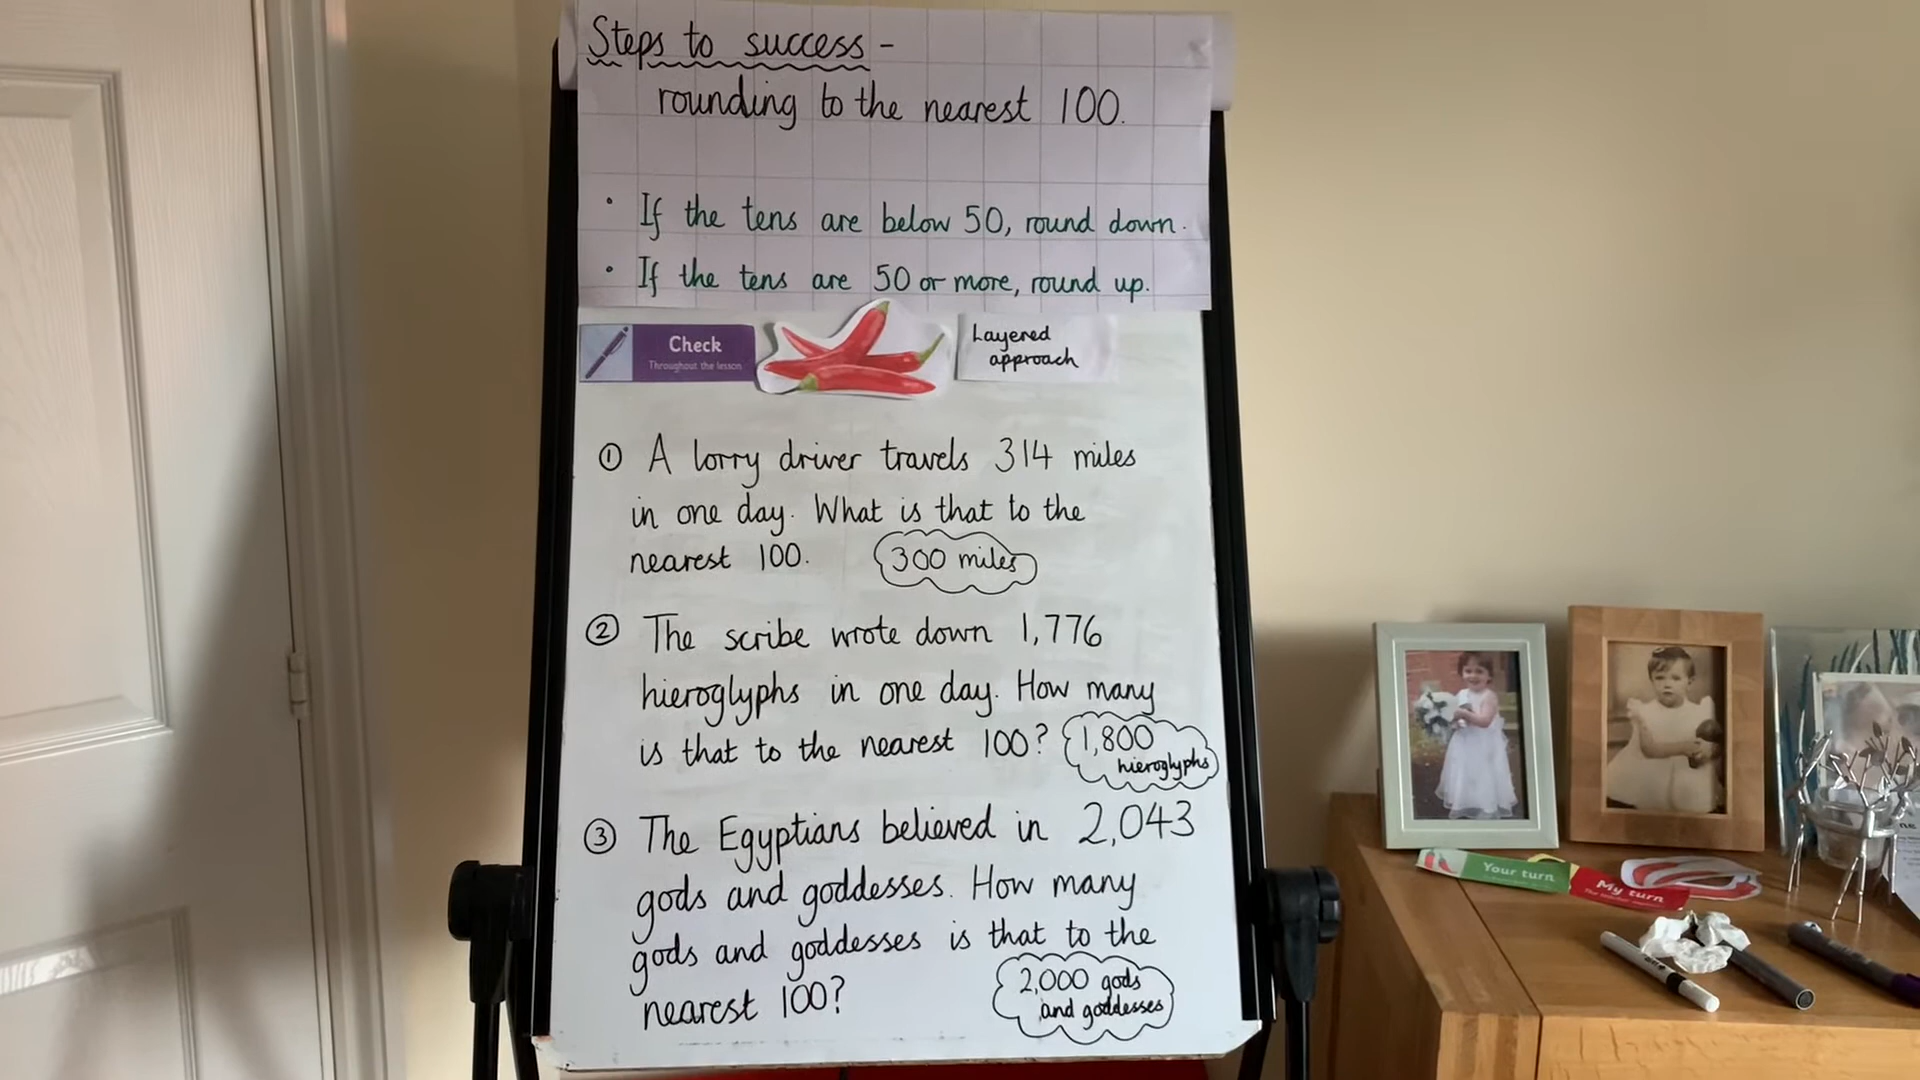 Steps to success -
rounding to the nearest 100.
• If the tens are below 50, round down.
• If the tens are 50 or more, round up.
Check
Throughout the lesson
Layered
approach
① A lorry driver travels 314 miles
in one day. What is that to the
nearest 100.
300 miles
② The scribe wrote down 1,776
hieroglyphs in one day. How many
is that to the nearest 100?
1,800
hieroglyphs
③ The Egyptians believed in 2,043
gods and goddesses. How many
gods and goddesses is that to the
nearest 100?
2,000 gods
and goddesses
Your turn
My turn